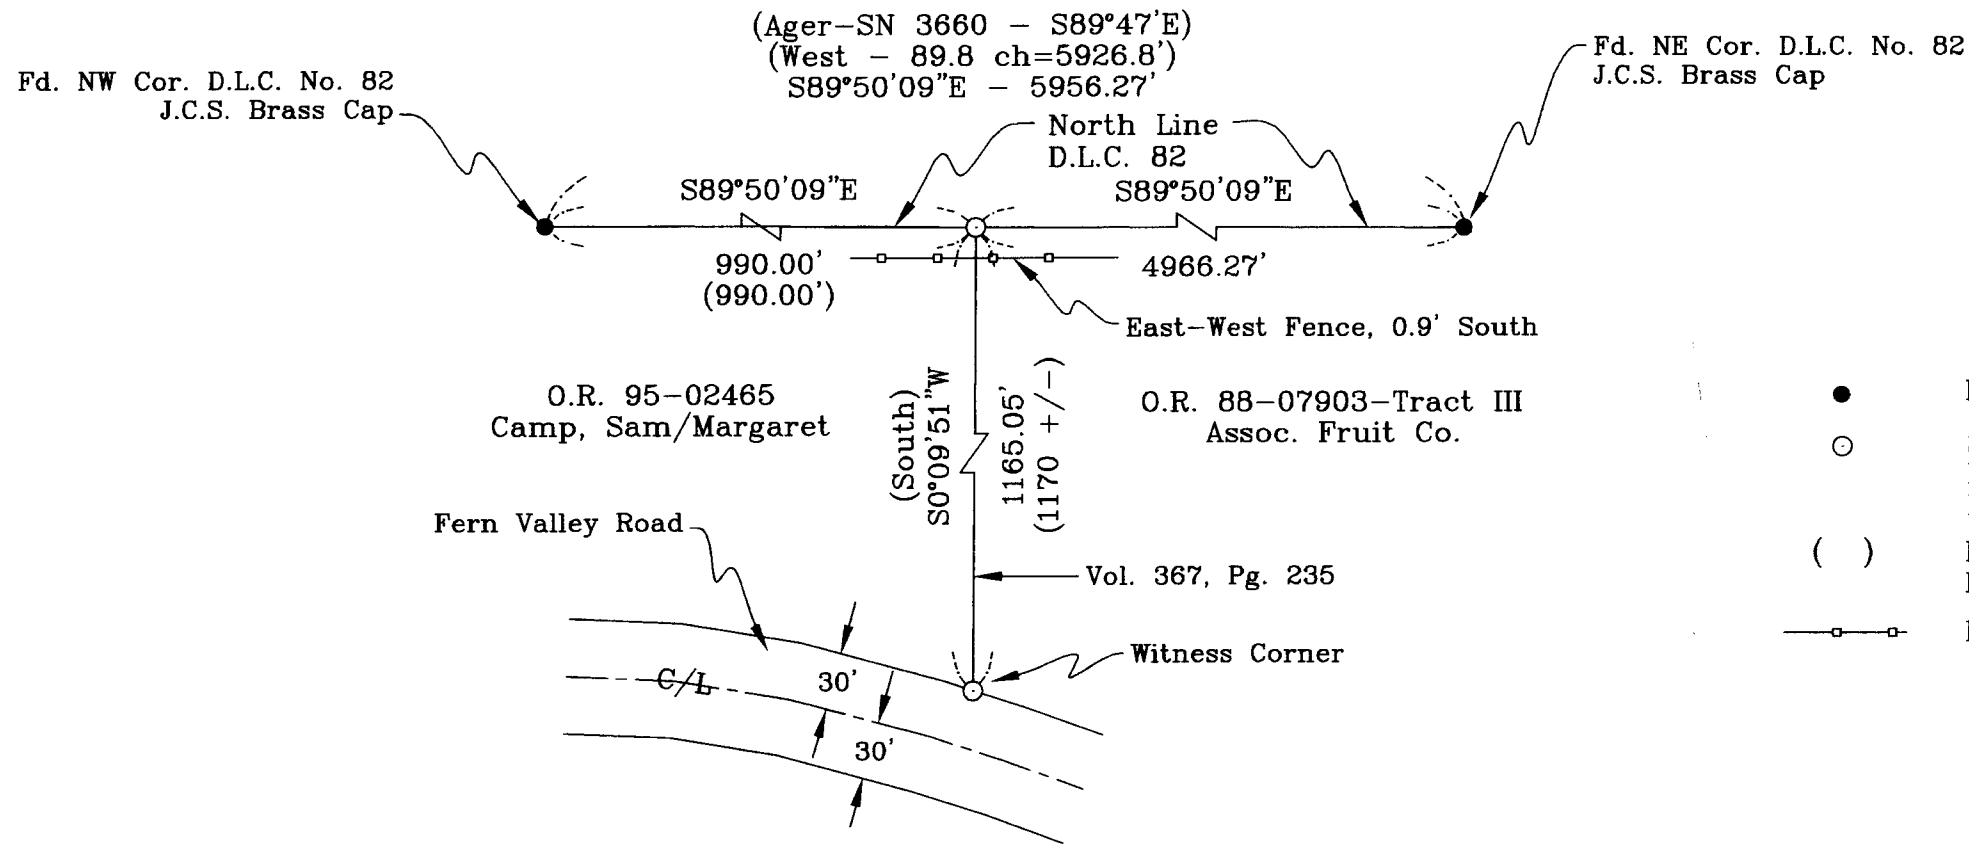 (Ager-SN 3660 - S89°47'E)
(West - 89.8 ch=5926.8')
S89°50'09"E - 5956.27'
Fd. NW Cor. D.L.C. No. 82
J.C.S. Brass Cap
Fd. NE Cor. D.L.C. No. 82
J.C.S. Brass Cap
North Line
D.L.C. 82
S89°50'09"E
S89°50'09"E
990.00'
(990.00')
4966.27'
East-West Fence, 0.9' South
O.R. 95-02465
Camp, Sam/Margaret
(South)
S0°09'51"W
1165.05'
(1170 +/-)
O.R. 88-07903-Tract III
Assoc. Fruit Co.
( )
Fern Valley Road
Vol. 367, Pg. 235
Witness Corner
C/L
30'
30'